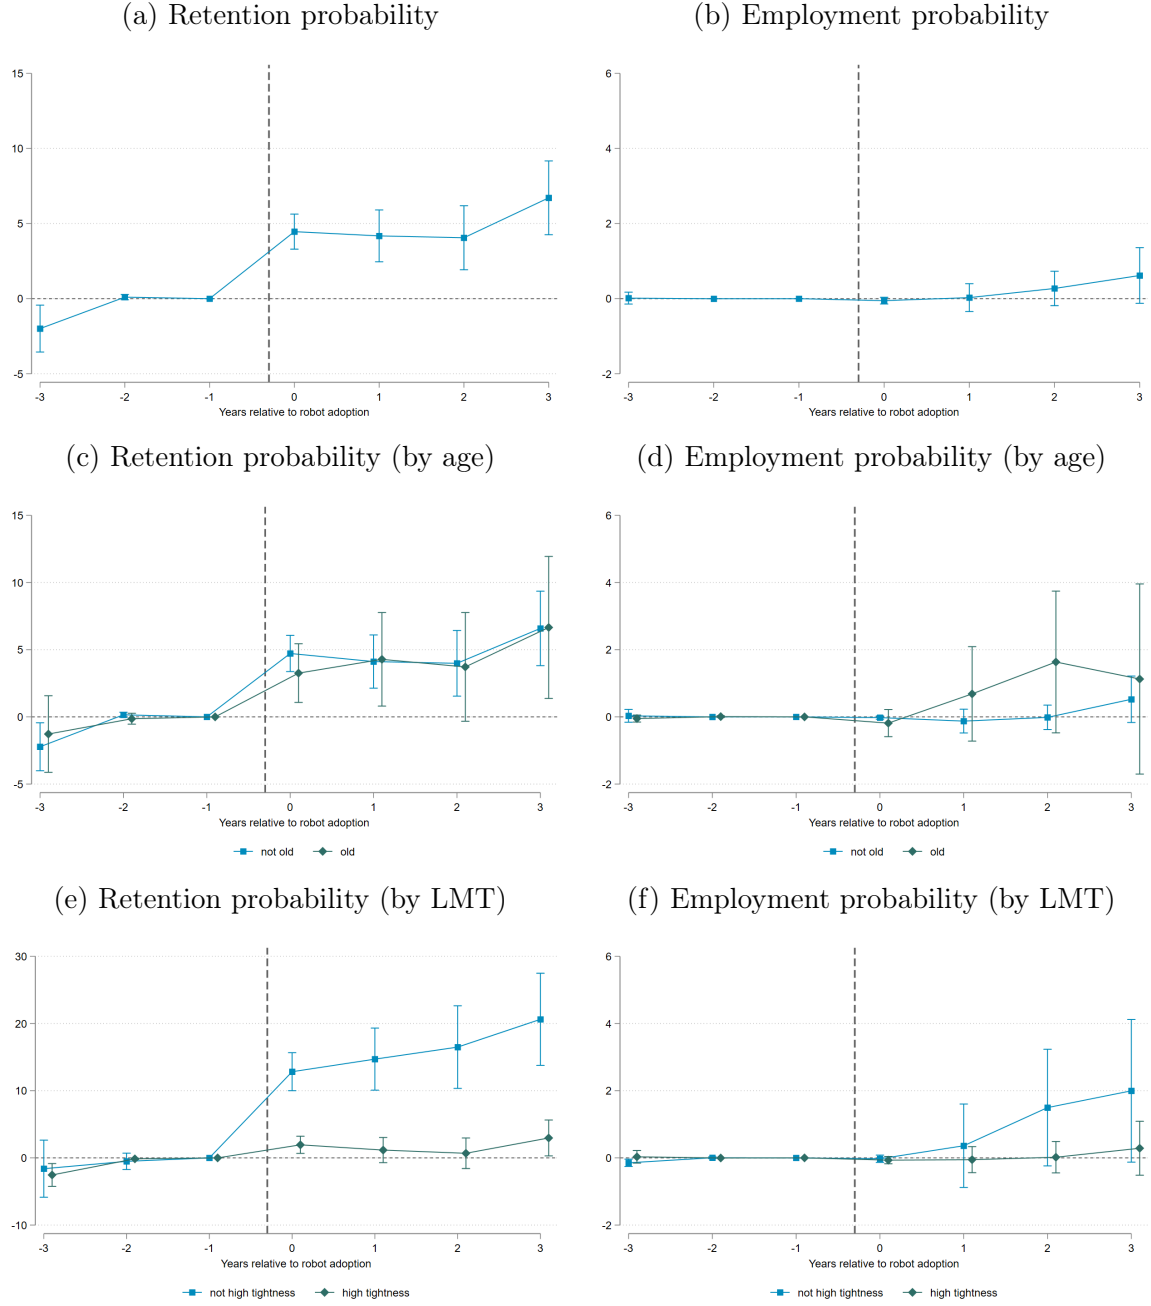 (a) Retention probability
15
10
5
0
-5
-3 -2 -1 0 1 2 3
Years relative to robot adoption
(b) Employment probability
6
4
2
0
-2
-3 -2 -1 0 1 2 3
Years relative to robot adoption
(c) Retention probability (by age)
15
10
5
0
-5
-3 -2 -1 0 1 2 3
Years relative to robot adoption
not old old
(d) Employment probability (by age)
6
4
2
0
-2
-3 -2 -1 0 1 2 3
Years relative to robot adoption
not old old
(e) Retention probability (by LMT)
30
20
10
0
-10
-3 -2 -1 0 1 2 3
Years relative to robot adoption
not high tightness high tightness
(f) Employment probability (by LMT)
6
4
2
0
-2
-3 -2 -1 0 1 2 3
Years relative to robot adoption
not high tightness high tightness